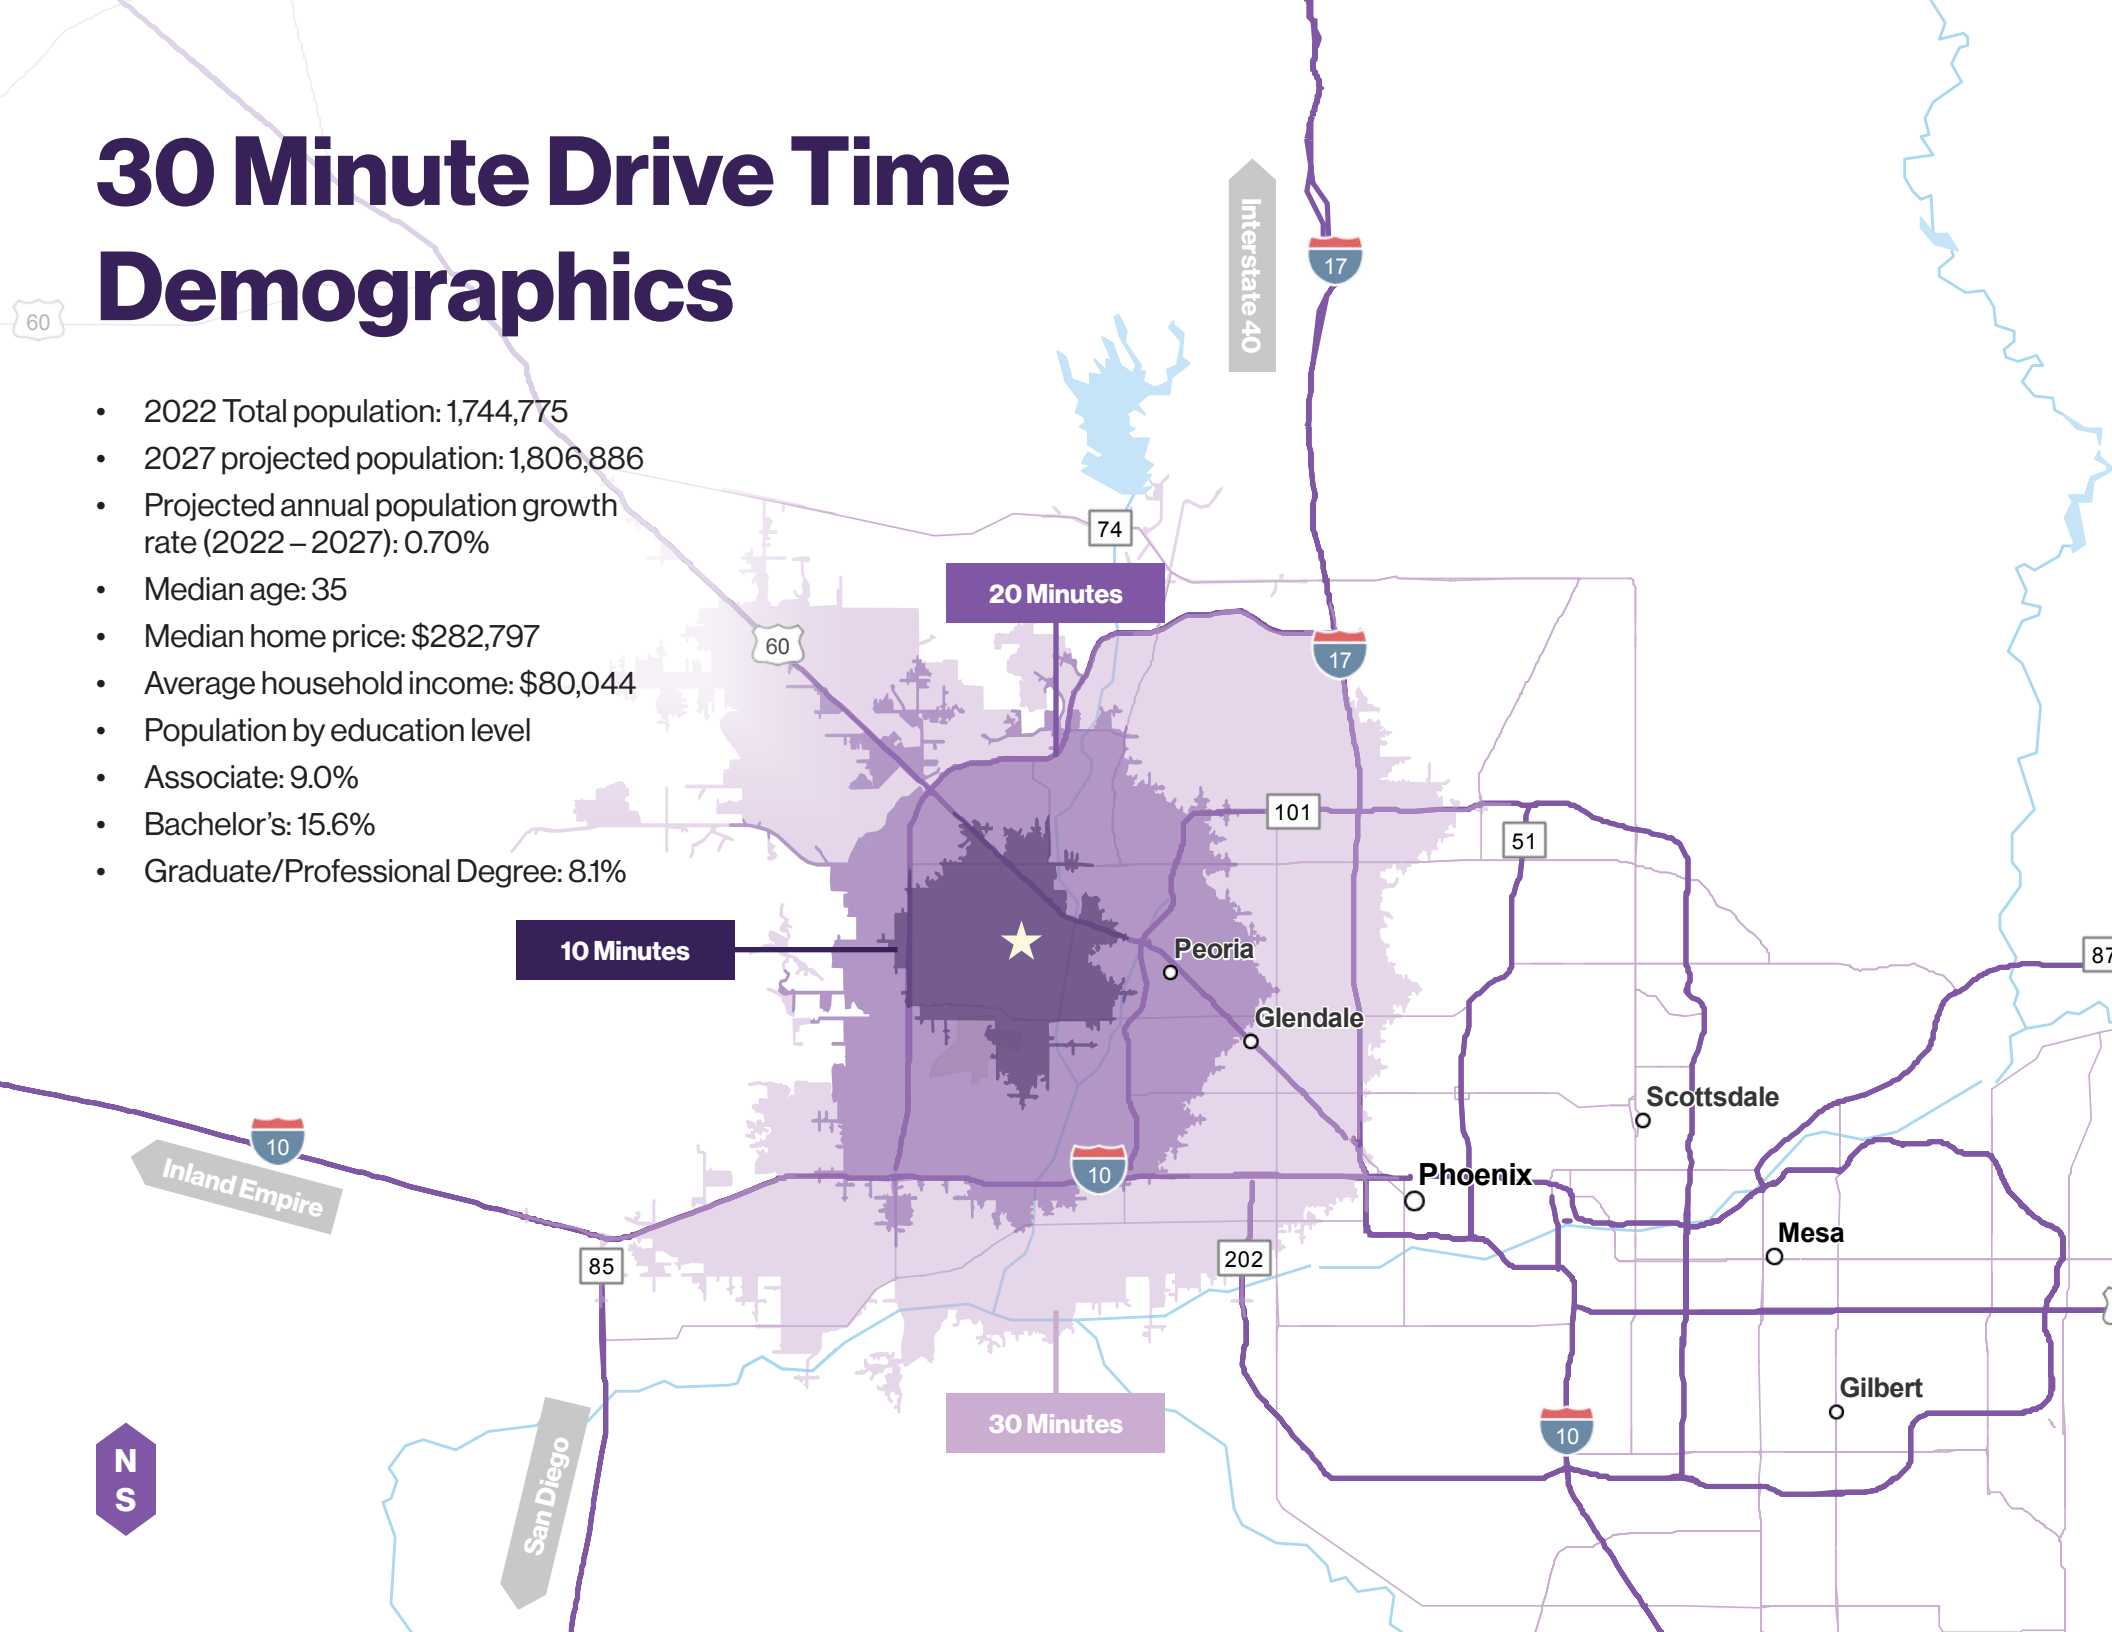 30 Minute Drive Time
Demographics
• 2022 Total population: 1,744,775
• 2027 projected population: 1,806,886
• Projected annual population growth
rate (2022 – 2027): 0.70%
• Median age: 35
• Median home price: $282,797
• Average household income: $80,044
• Population by education level
• Associate: 9.0%
• Bachelor's: 15.6%
• Graduate/Professional Degree: 8.1%
60
Interstate 40
17
74
20 Minutes
60
17
101
51
10 Minutes
Peoria
87
Glendale
Scottsdale
10
Inland Empire
10
Phoenix
Mesa
85
202
Gilbert
30 Minutes
10
San Diego
N
S